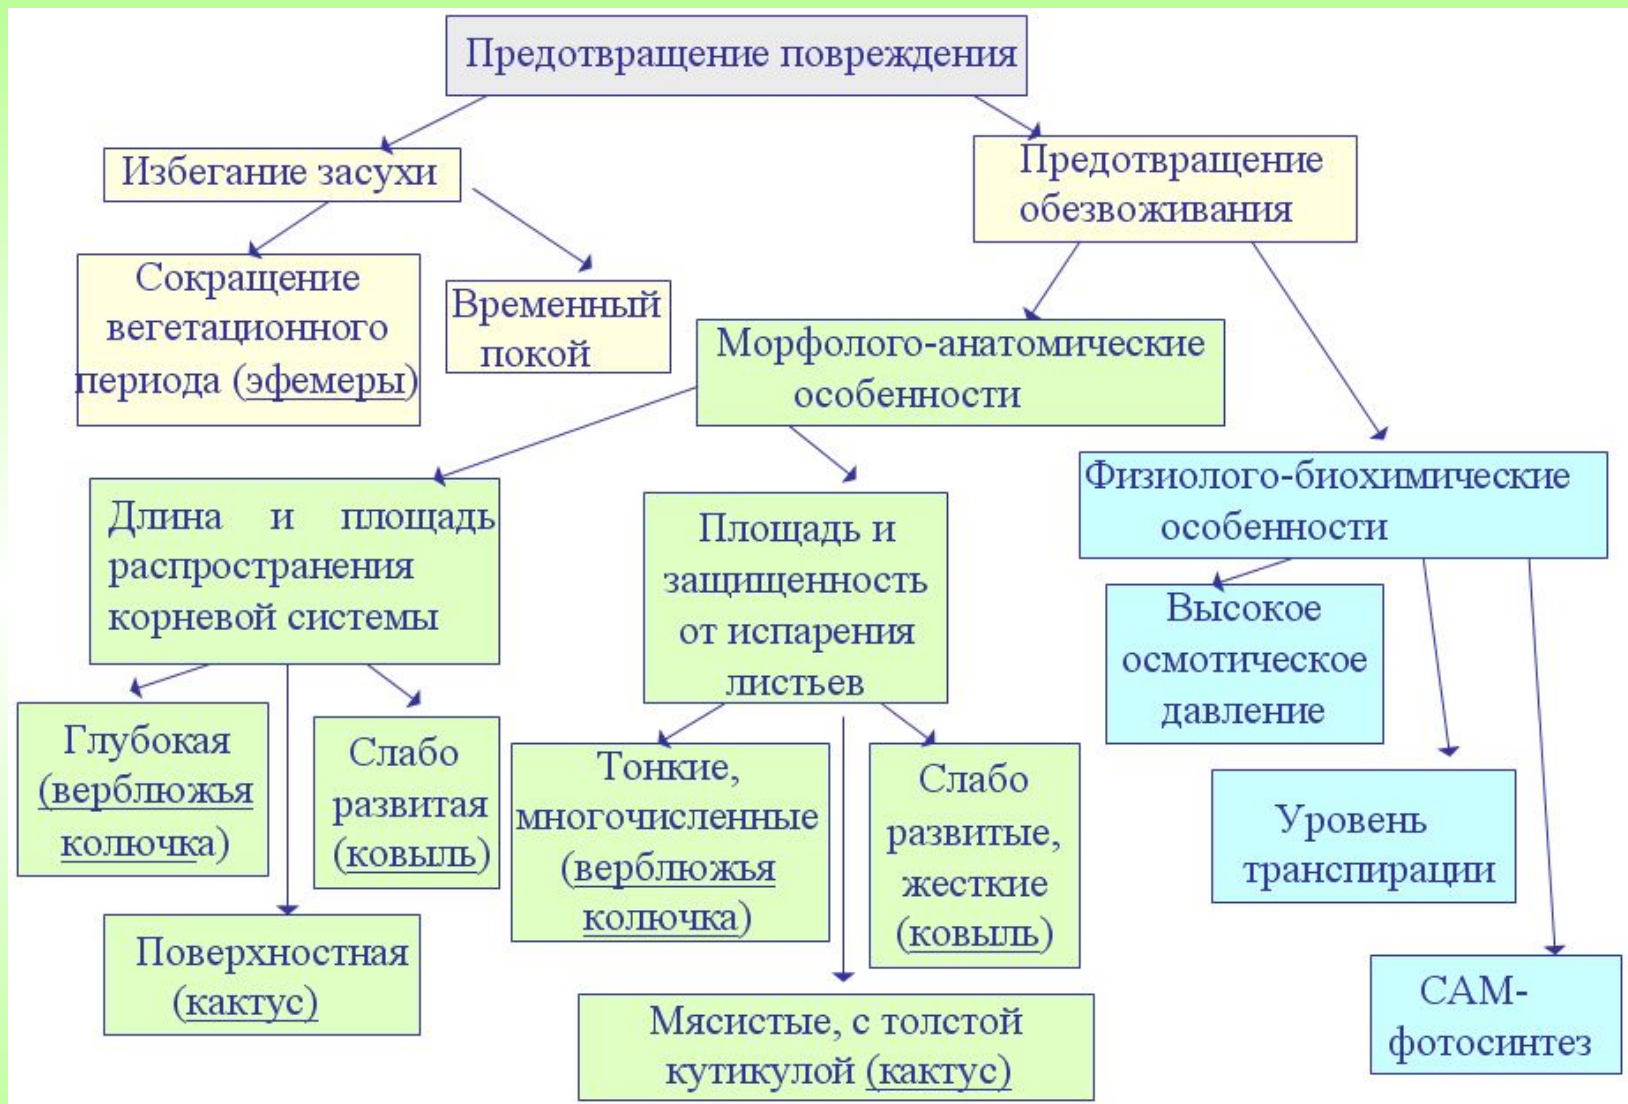 Предотвращение повреждения
Избегание засухи
Предотвращение
обезвоживания
Сокращение
вегетационного
периода (эфемеры)
Временный
покой
Морфолого-анатомические
особенности
Физиолого-биохимические
особенности
Длина и площадь
распространения
корневой системы
Площадь и
защищенность
от испарения
листьев
Высокое
осмотическое
давление
Глубокая
(верблюжья
колючка)
Слабо
развитая
(ковыль)
Тонкие,
многочисленные
(верблюжья
колючка)
Слабо
развитые,
жесткие
(ковыль)
Уровень
транспирации
Поверхностная
(кактус)
Мясистые, с толстой
кутикулой (кактус)
САМ-
фотосинтез